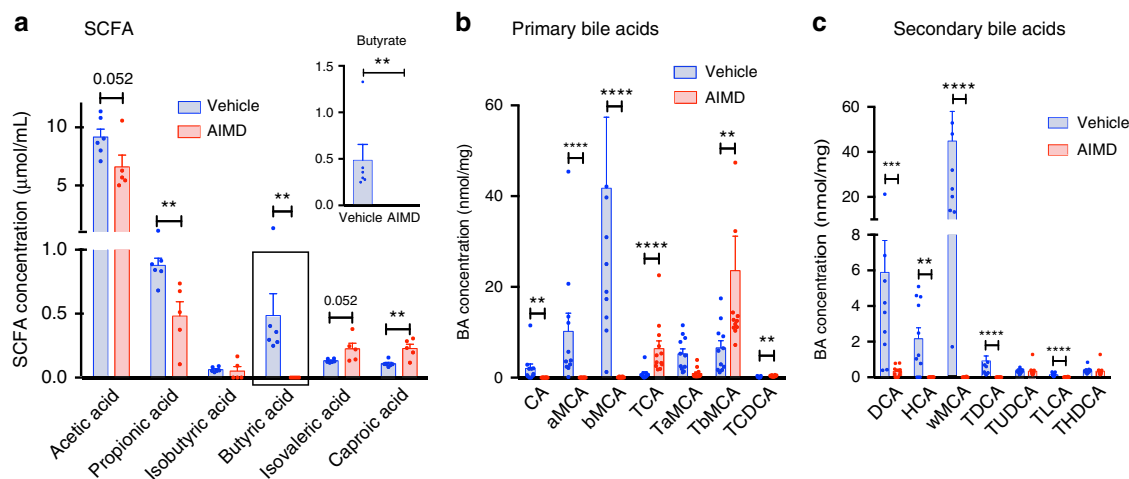 a SCFA
SCFA concentration (μmol/mL)
10
5
1.0
0.5
0.0
0.052
**
**
0.052
**
Vehicle
AIMD
Acetic acid
Propionic acid
Isobutyric acid
Butyric acid
Isovaleric acid
Caproic acid
Butyrate
**
1.5
1.0
0.5
0.0
Vehicle AIMD
b Primary bile acids
BA concentration (nmol/mg)
60
40
20
0
Vehicle
AIMD
**
****
****
****
**
**
CA
aMCA
bMCA
TCA
TaMCA
TbMCA
TCDCA
c Secondary bile acids
BA concentration (nmol/mg)
60
40
20
8
6
4
2
0
Vehicle
AIMD
***
**
****
****
****
DCA
HCA
wMCA
TDCA
TUDCA
TLCA
THDCA